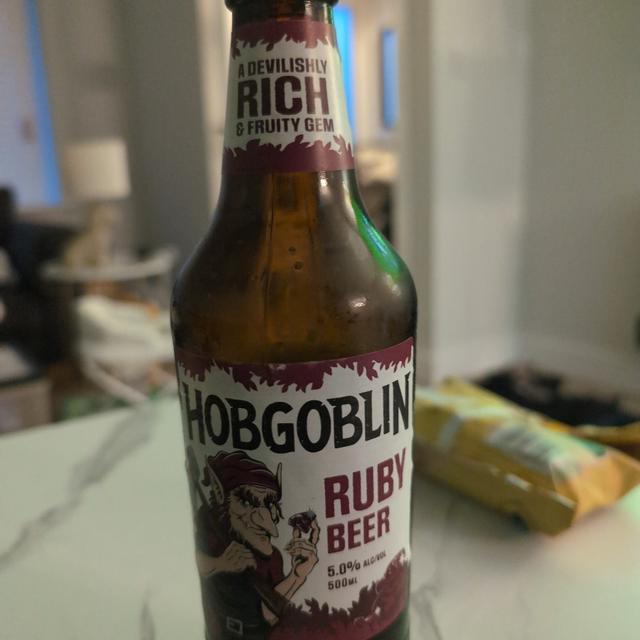 A DEVILISHLY
RICH
& FRUITY GEM
HOBGOBLIN
RUBY
BEER
5.0% ALC/VOL
500ML